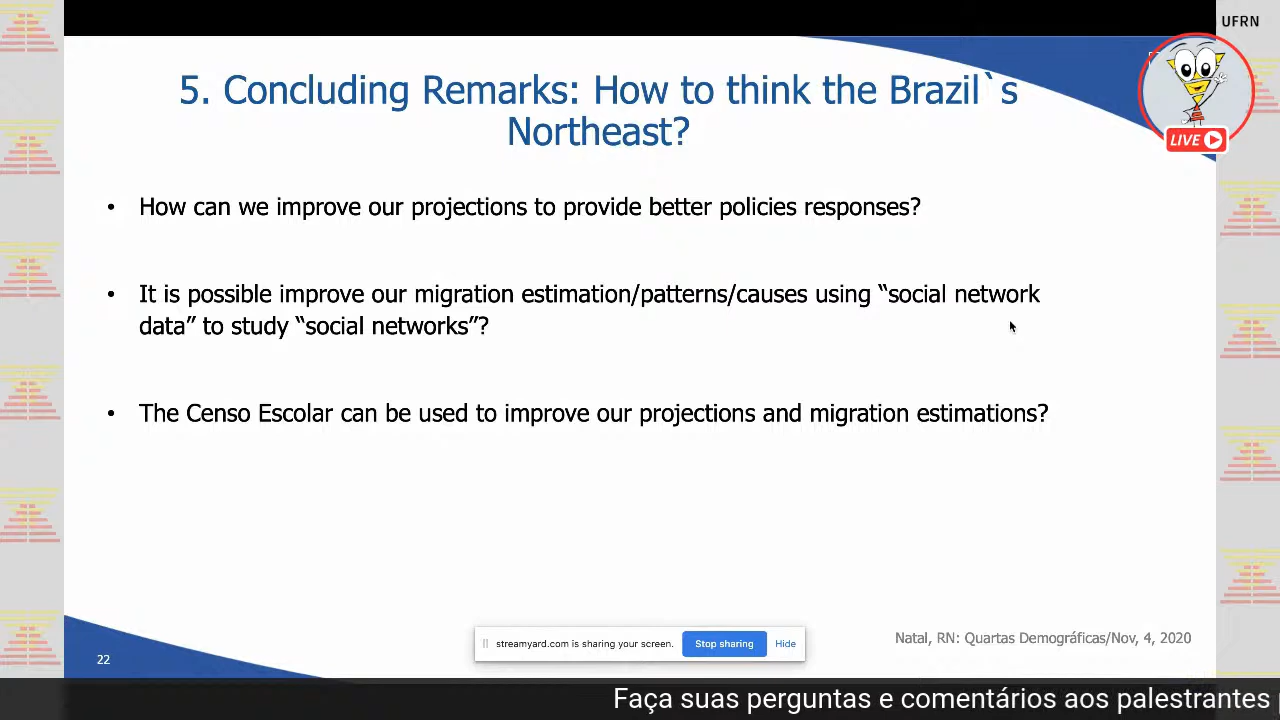 UFRN
5. Concluding Remarks: How to think the Brazil`s
Northeast?
LIVE
• How can we improve our projections to provide better policies responses?
• It is possible improve our migration estimation/patterns/causes using “social network
data” to study “social networks”?
• The Censo Escolar can be used to improve our projections and migration estimations?
Natal, RN: Quartas Demográficas/Nov, 4, 2020
streamyard.com is sharing your screen. Stop sharing Hide
22
Faça suas perguntas e comentários aos palestrantes